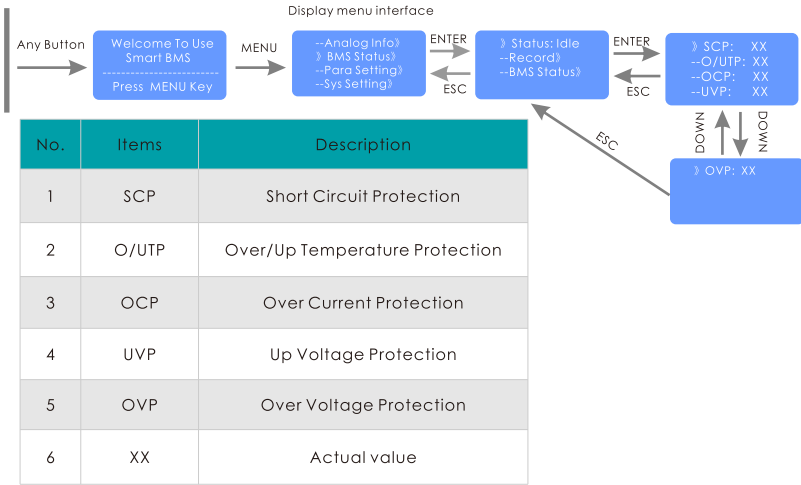 Display menu interface
Any Button
Welcome To Use
Smart BMS
Press MENU Key
MENU
--Analog Info》
》BMS Status》
--Para Setting》
--Sys Setting》
ENTER
ESC
》Status: Idle
--Record》
--BMS Status》
ENTER
ESC
》SCP: XX
--O/UTP: XX
--OCP: XX
--UVP: XX
DOWN
DOWN
ESC
》OVP: XX
No. Items Description
1 SCP Short Circuit Protection
2 O/UTP Over/Up Temperature Protection
3 OCP Over Current Protection
4 UVP Up Voltage Protection
5 OVP Over Voltage Protection
6 XX Actual value